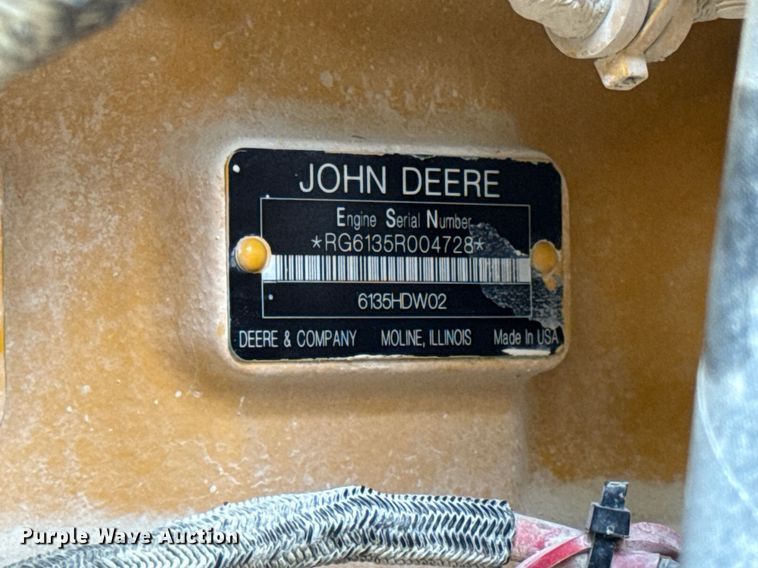 JOHN DEERE
Engine Serial Number
*RG6135R004728*
6135HDW02
DEERE & COMPANY MOLINE, ILLINOIS Made In USA
Purple Wave Auction